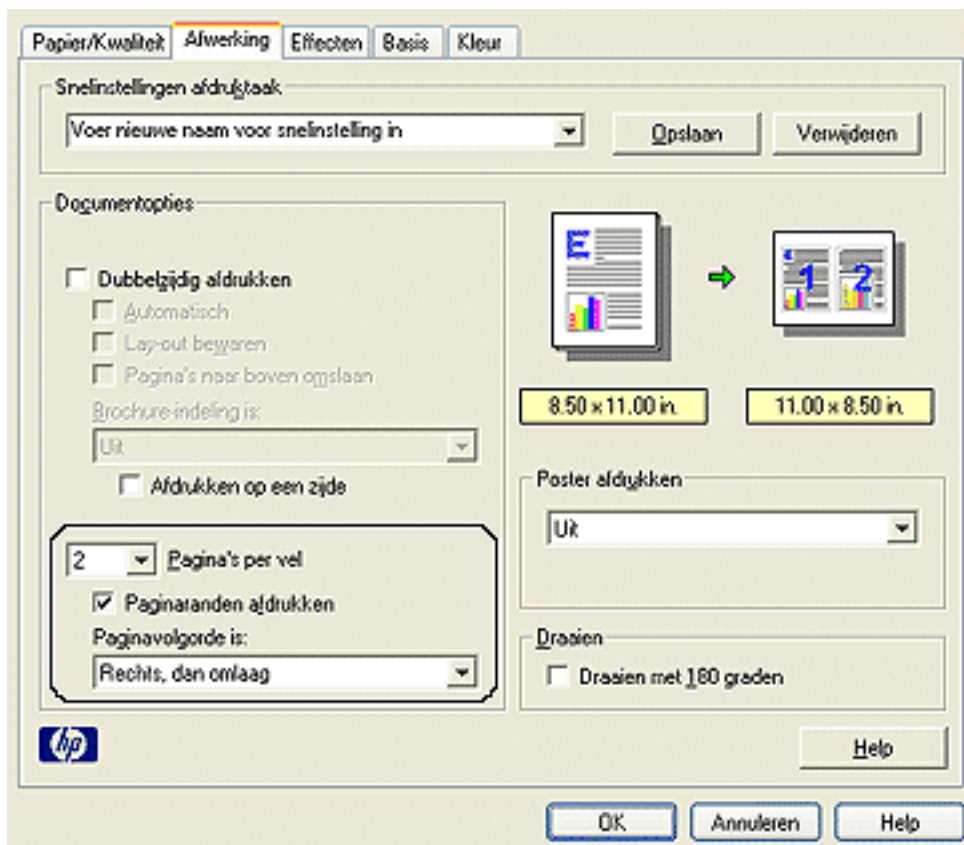 Papier/Kwaliteit Afwerking Effecten Basis Kleur
Snelinstellingen afdruktaak
Voer nieuwe naam voor snelinstelling in
Opslaan
Verwijderen
Documentopties
Dubbelzijdig afdrukken
Automatisch
Lay-out bewaren
Pagina's naar boven omslaan
Brochure-indeling is:
Uit
Afdrukken op een zijde
2 Pagina's per vel
Paginaranden afdrukken
Paginavolgorde is:
Rechts, dan omlaag
E
1 2
8.50 x 11.00 in.
11.00 x 8.50 in.
Poster afdrukken
Uit
Draaien
Draaien met 180 graden
hp
Help
OK
Annuleren
Help